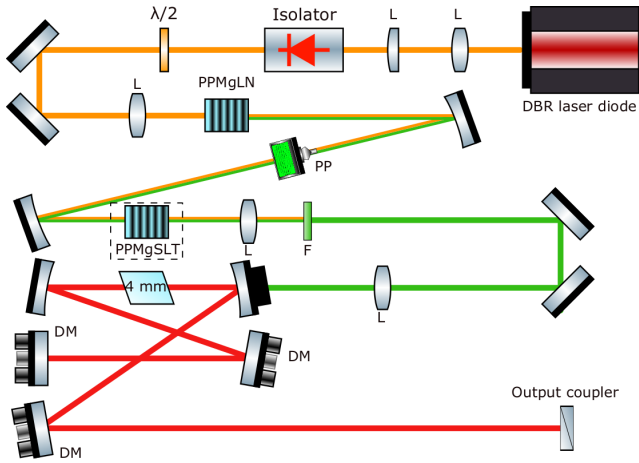 λ/2
Isolator
L
L
DBR laser diode
L
PPMgLN
PP
PPMgSLT
L
F
4 mm
L
DM
DM
Output coupler
DM